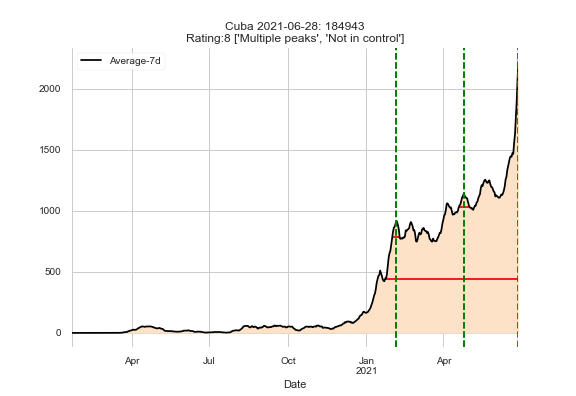 Cuba 2021-06-28: 184943
Rating:8 ['Multiple peaks', 'Not in control']
Average-7d
2000
1500
1000
500
0
Apr
Jul
Oct
Jan
2021
Apr
Date